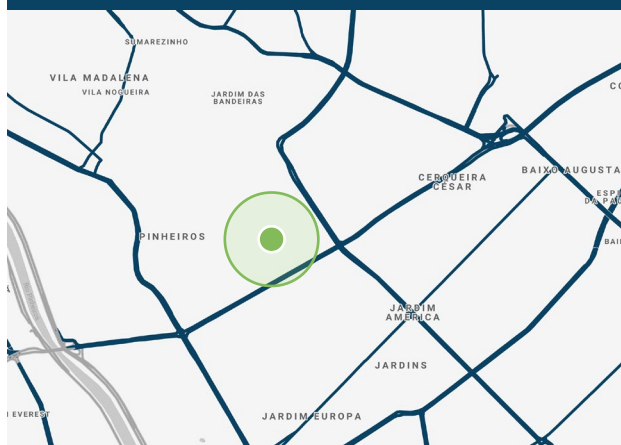 SUMAREZINHO
VILA MADALENA
VILA NOGUEIRA
JARDIM DAS
BANDEIRAS
CERQUEIRA
CÉSAR
BAIXO AUGUSTA
PINHEIROS
JARDIM
AMÉRICA
JARDINS
JARDIM EUROPA
EVEREST